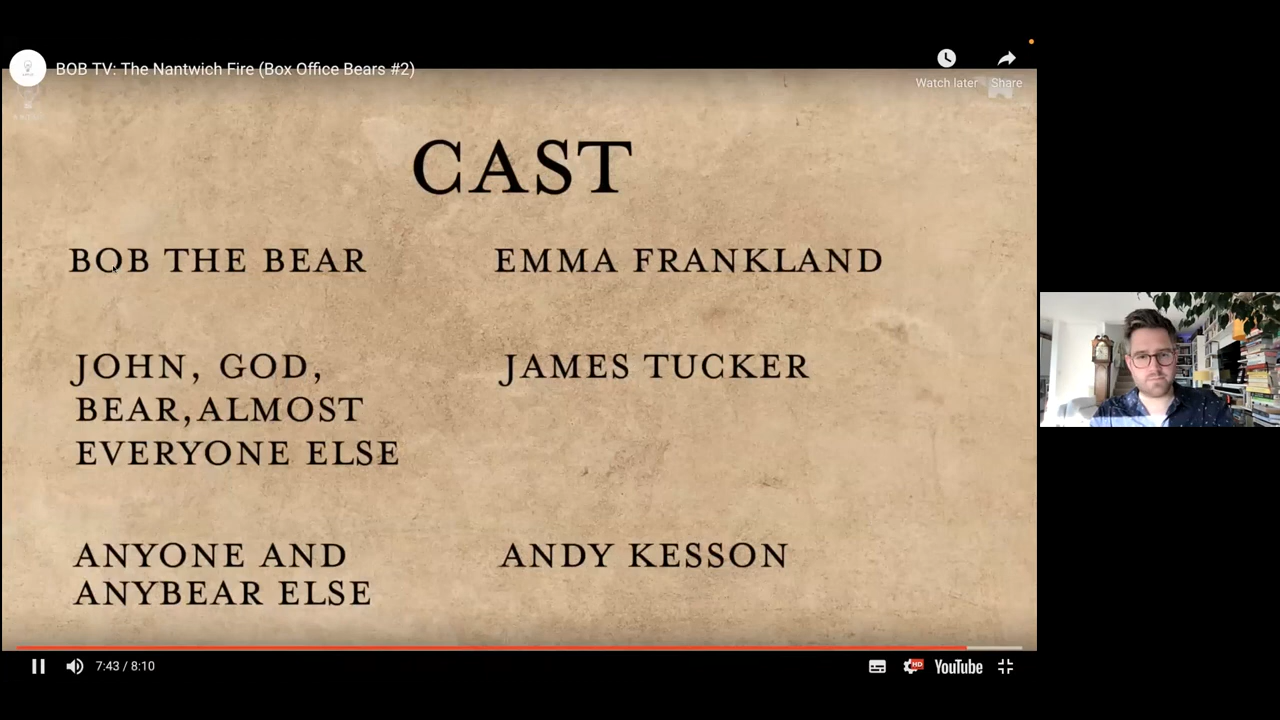 BOB TV: The Nantwich Fire (Box Office Bears #2)
Watch later
Share
CAST
BOB THE BEAR
EMMA FRANKLAND
JOHN, GOD,
BEAR,ALMOST
EVERYONE ELSE
JAMES TUCKER
ANYONE AND
ANYBEAR ELSE
ANDY KESSON
7:43 / 8:10
HD
YouTube